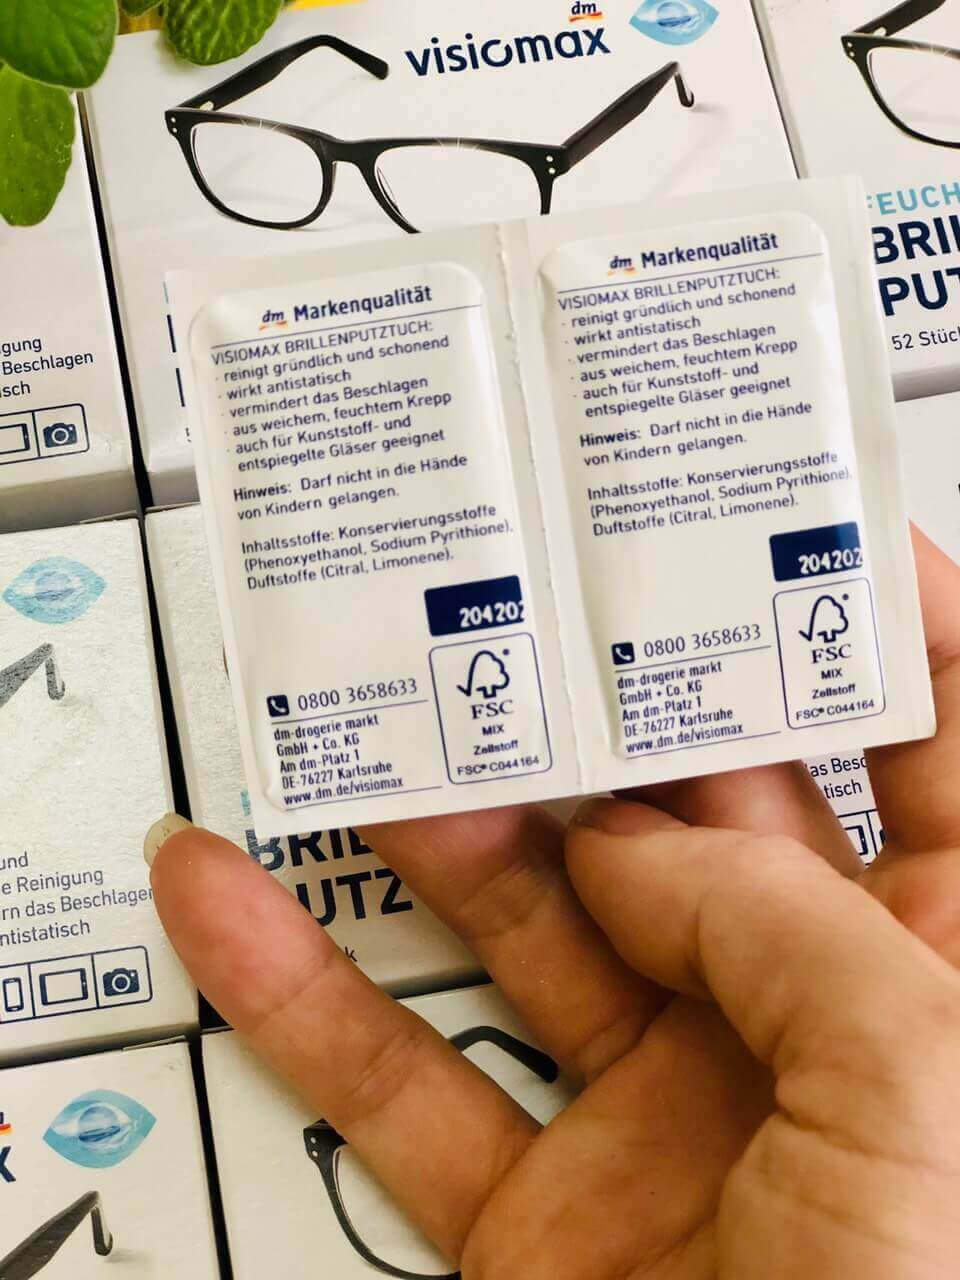 dm
visiomax
FEUCH
BRIL
PUT
52 Stück
Beschlagen
dm Markenqualität
VISIOMAX BRILLENPUTZTUCH:
· reinigt gründlich und schonend
· wirkt antistatisch
· vermindert das Beschlagen
· aus weichem, feuchtem Krepp
· auch für Kunststoff- und
entspiegelte Gläser geeignet
Hinweis: Darf nicht in die Hände
von Kindern gelangen.
Inhaltsstoffe: Konservierungsstoffe
(Phenoxyethanol, Sodium Pyrithione),
Duftstoffe (Citral, Limonene).
204202
0800 3658633
dm-drogerie markt
GmbH + Co. KG
Am dm-Platz 1
DE-76227 Karlsruhe
www.dm.de/visiomax
FSC
MIX
Zellstoff
FSC® C044164
dm Markenqualität
VISIOMAX BRILLENPUTZTUCH:
· reinigt gründlich und schonend
· wirkt antistatisch
· vermindert das Beschlagen
· aus weichem, feuchtem Krepp
· auch für Kunststoff- und
entspiegelte Gläser geeignet
Hinweis: Darf nicht in die Hände
von Kindern gelangen.
Inhaltsstoffe: Konservierungsstoffe
(Phenoxyethanol, Sodium Pyrithione),
Duftstoffe (Citral, Limonene).
204202
0800 3658633
dm-drogerie markt
GmbH + Co. KG
Am dm-Platz 1
DE-76227 Karlsruhe
www.dm.de/visiomax
FSC
MIX
Zellstoff
FSC® C044164
as Besc
tisch
BRIL
UTZ
und
e Reinigung
rn das Beschlagen
ntistatisch